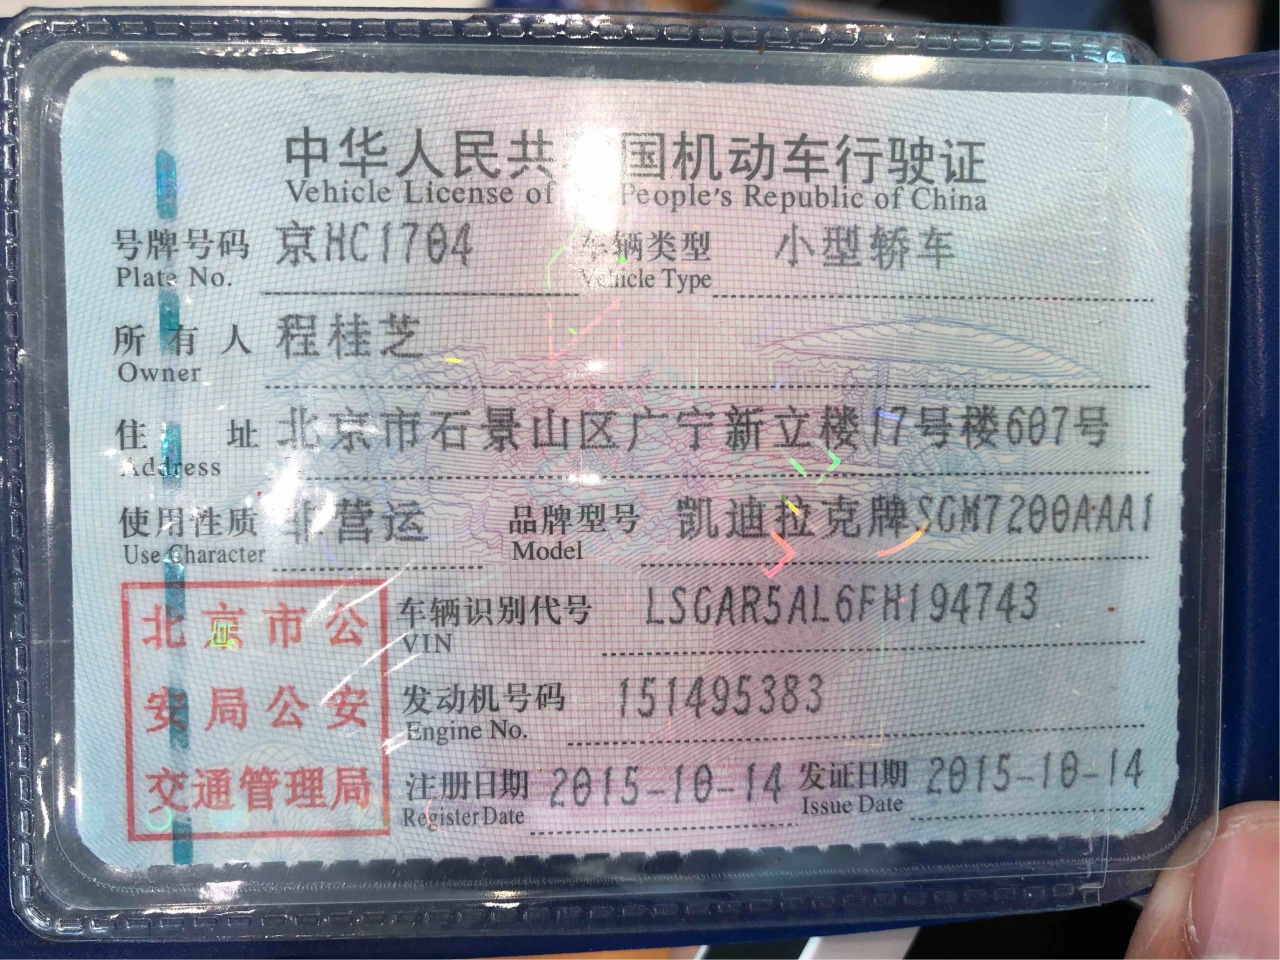 中华人民共 国机动车行驶证
Vehicle License of People's Republic of China
号牌号码 京HC1704 车辆类型 小型轿车
Plate No. Vehicle Type
所有人 程桂芝
Owner
住址 北京市石景山区广宁新立楼17号楼607号
Address
使用性质 非营运 品牌型号 凯迪拉克牌SGM7200AAA1
Use Character Model
车辆识别代号 LSGAR5AL6FH194743
VIN
发动机号码 151495383
Engine No.
注册日期 2015-10-14 发证日期 2015-10-14
Register Date Issue Date
北京市公
安局公安
交通管理局